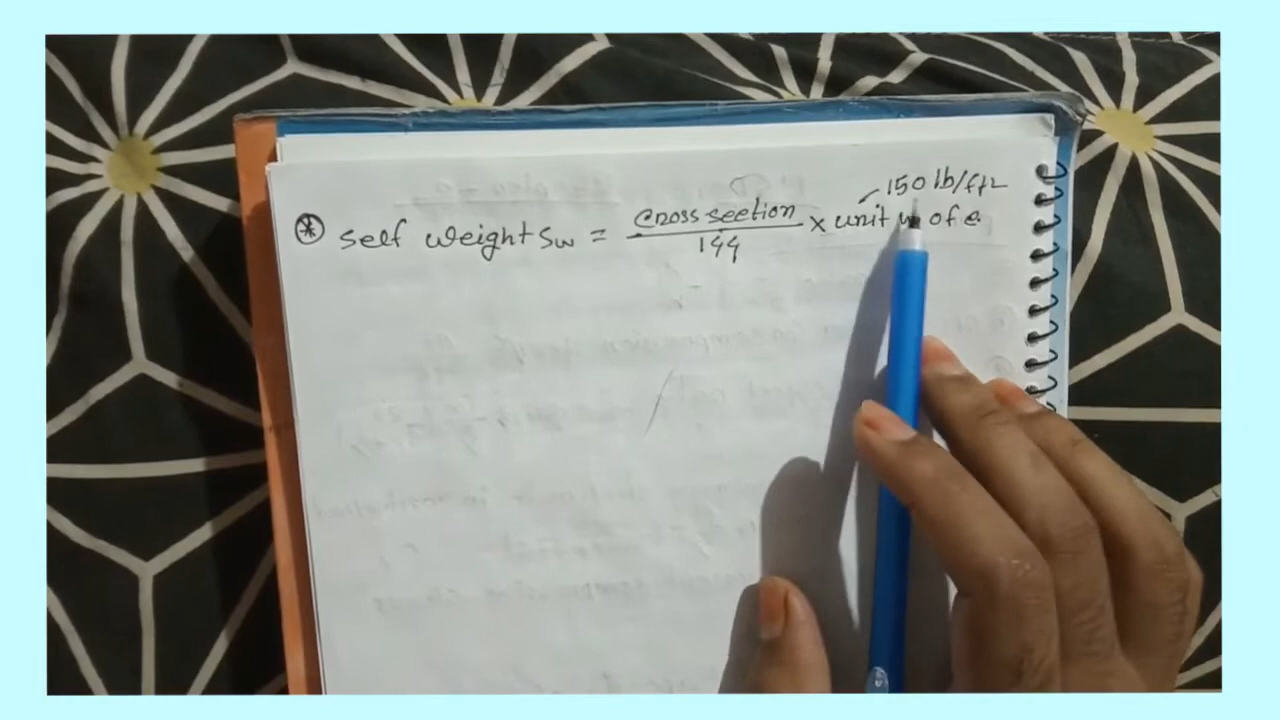 150 lb/ft2
* Self weight Sw = Cross section / 144 × unit w of c